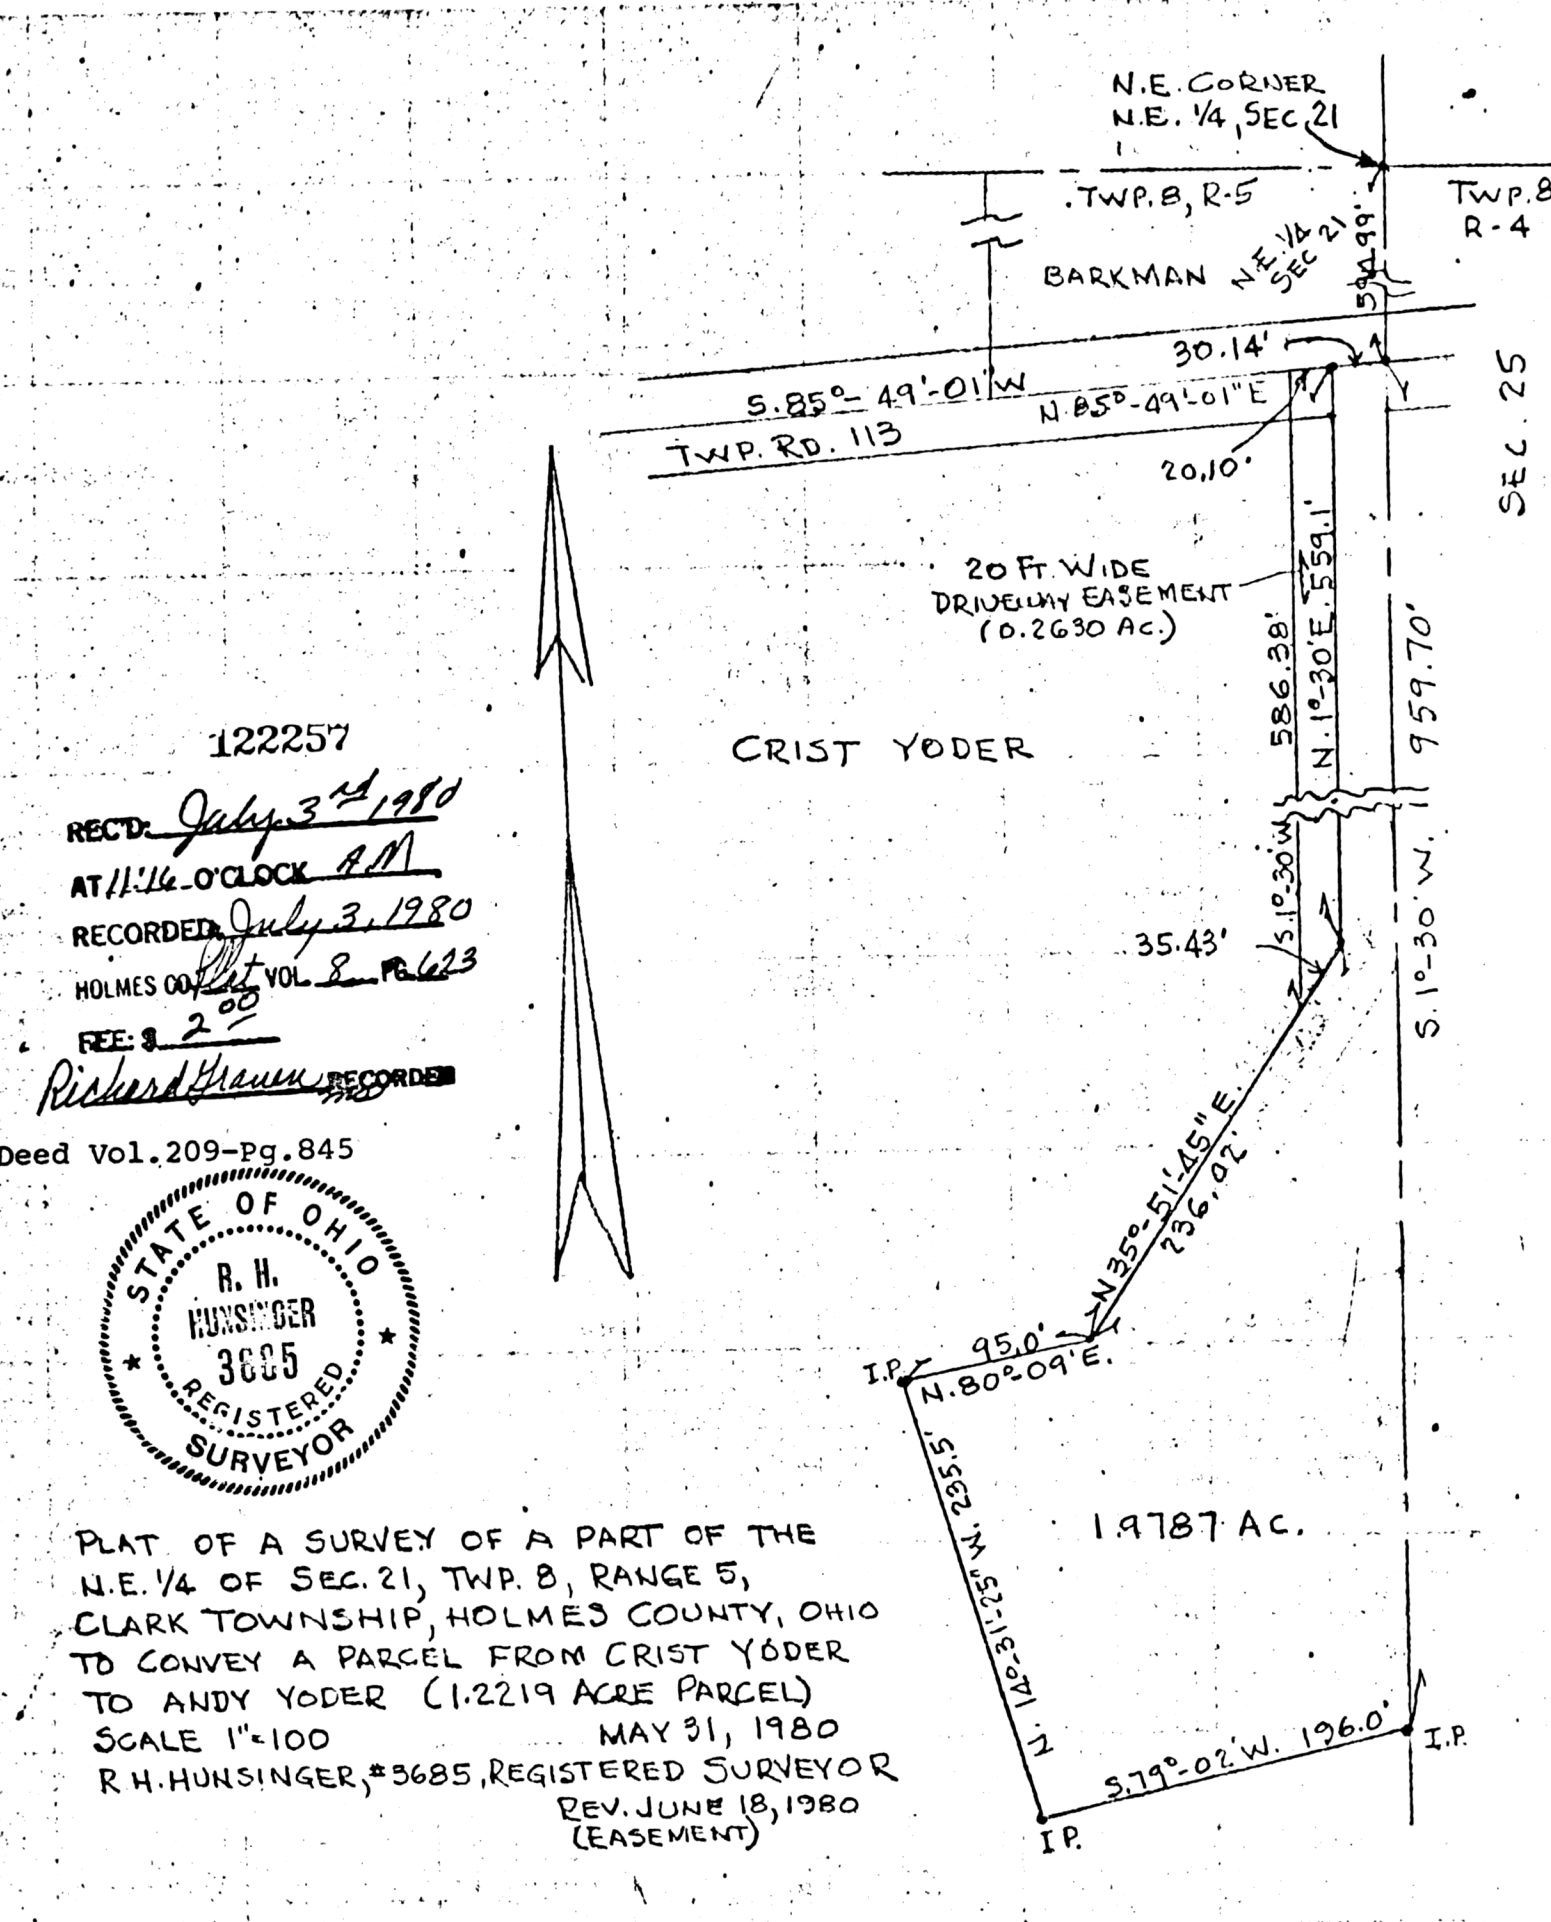 N.E. CORNER
N.E. 1/4, SEC. 21
TWP. 8, R-5
TWP. 8
R-4
N.E. 1/4
SEC 21
BARKMAN
30.14'
S. 85°-49'-01" W
N. 85°-49'-01" E
TWP. RD. 113
20.10'
SEC. 25
20 FT. WIDE
DRIVEWAY EASEMENT
(0.2630 AC.)
586.38'
N. 1°-30' E. 559.1'
959.70'
S. 1°-30' W.
CRIST YODER
S. 1°-30' W
35.43'
122257
REC'D: July 3rd 1980
AT 11:16 O'CLOCK A.M
RECORDED: July 3, 1980
HOLMES CO. Plat VOL. 8 PG. 623
FEE: $ 2 00
Richard Graven RECORDER
Deed Vol.209-Pg.845
STATE OF OHIO
R. H.
HUNSINGER
REGISTERED
SURVEYOR
N 35°-51'-45" E.
236.02'
95.0'
I.P.
N. 80°-09' E.
N. 14°-31'-25" W. 235.5'
1.9787 AC.
S. 79°-02' W. 196.0'
I.P.
I.P.
PLAT OF A SURVEY OF A PART OF THE
N.E. 1/4 OF SEC. 21, TWP. 8, RANGE 5,
CLARK TOWNSHIP, HOLMES COUNTY, OHIO
TO CONVEY A PARCEL FROM CRIST YODER
TO ANDY YODER (1.2219 ACRE PARCEL)
SCALE 1"=100 MAY 31, 1980
R.H. HUNSINGER, #3685, REGISTERED SURVEYOR
REV. JUNE 18, 1980
(EASEMENT)